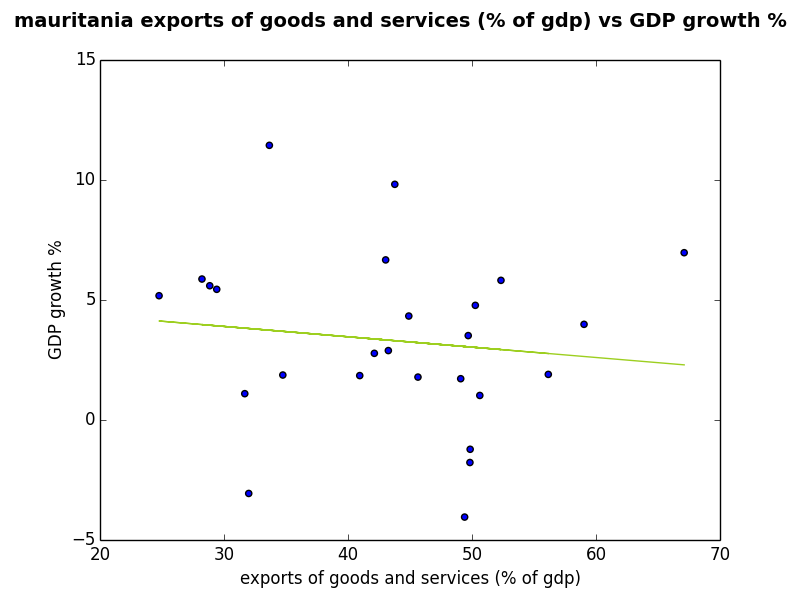 mauritania exports of goods and services (% of gdp) vs GDP growth %
15
10
5
0
−5
GDP growth %
20 30 40 50 60 70
exports of goods and services (% of gdp)